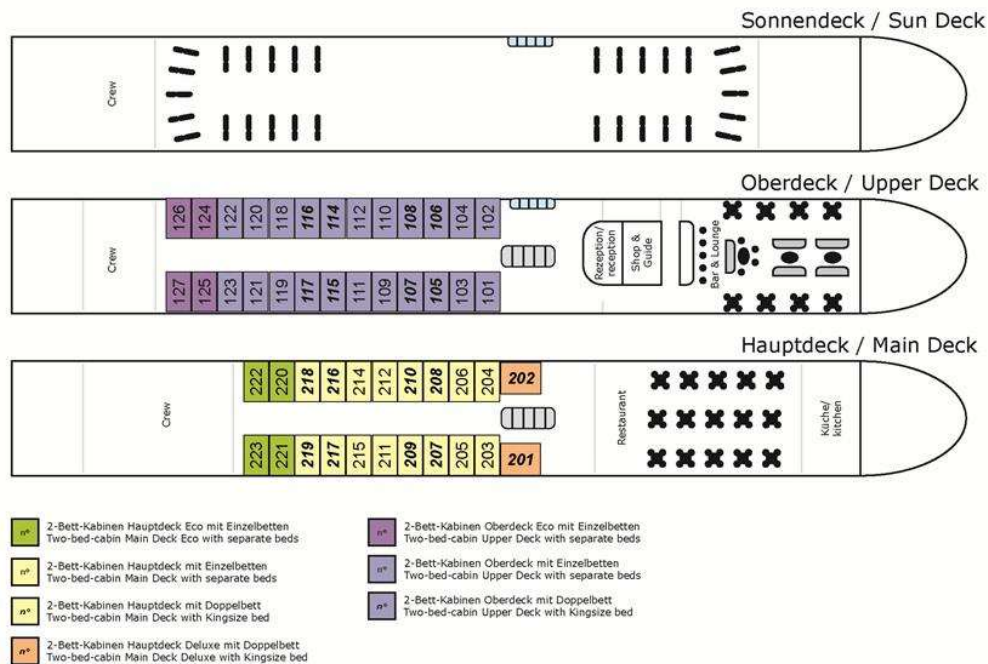 Sonnendeck / Sun Deck
Crew
Oberdeck / Upper Deck
126 124 122 120 118 116 114 112 110 108 106 104 102
Crew
Rezeption/
reception
Shop &
Guide
Bar & Lounge
127 125 123 121 119 117 115 111 109 107 105 103 101
Hauptdeck / Main Deck
222 220 218 216 214 212 210 208 206 204 202
Crew
Restaurant
Küche/
kitchen
223 221 219 217 215 211 209 207 205 203 201
n° 2-Bett-Kabinen Hauptdeck Eco mit Einzelbetten
Two-bed-cabin Main Deck Eco with separate beds
n° 2-Bett-Kabinen Hauptdeck mit Einzelbetten
Two-bed-cabin Main Deck with separate beds
n° 2-Bett-Kabinen Hauptdeck mit Doppelbett
Two-bed-cabin Main Deck with Kingsize bed
n° 2-Bett-Kabinen Hauptdeck Deluxe mit Doppelbett
Two-bed-cabin Main Deck Deluxe with Kingsize bed
n° 2-Bett-Kabinen Oberdeck Eco mit Einzelbetten
Two-bed-cabin Upper Deck Eco with separate beds
n° 2-Bett-Kabinen Oberdeck mit Einzelbetten
Two-bed-cabin Upper Deck with separate beds
n° 2-Bett-Kabinen Oberdeck mit Doppelbett
Two-bed-cabin Upper Deck with Kingsize bed